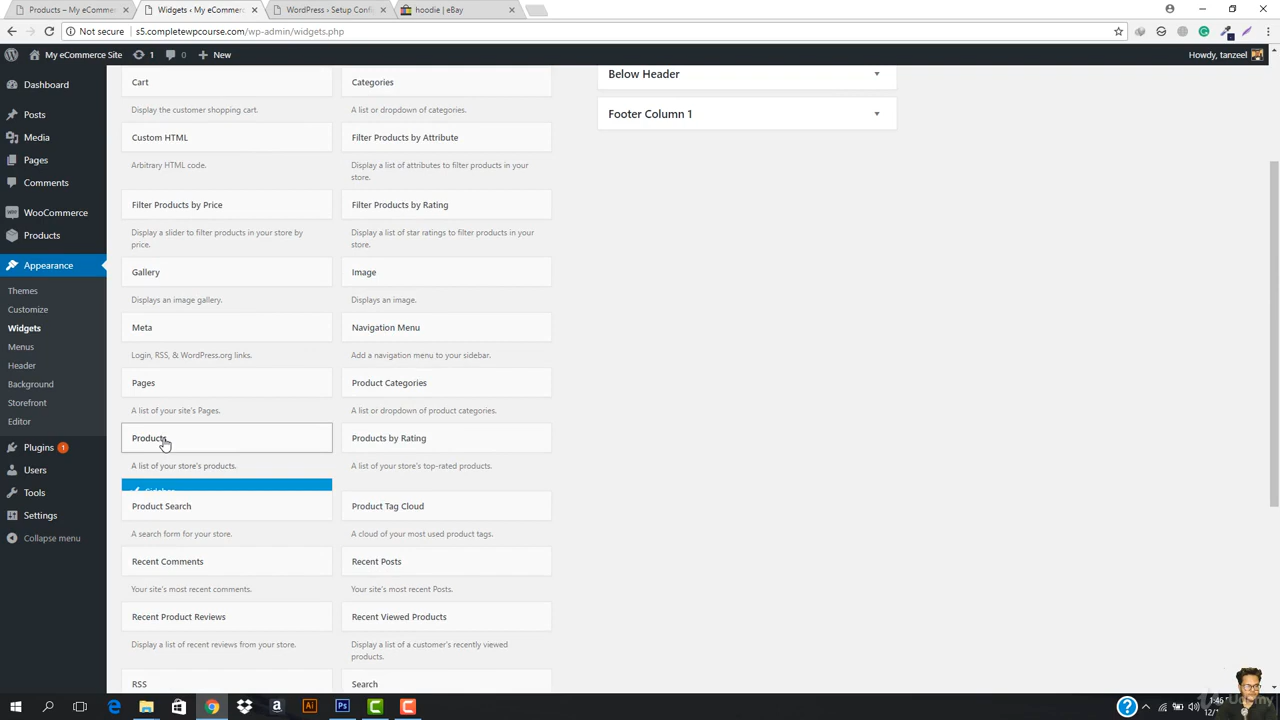 Products – My eComme
Widgets ‹ My eCommerc
WordPress › Setup Confi
hoodie | eBay
Not secure s5.completewpcourse.com/wp-admin/widgets.php
My eCommerce Site 1 0 New
Howdy, tanzeel
Dashboard
Posts
Media
Pages
Comments
WooCommerce
Products
Appearance
Themes
Customize
Widgets
Menus
Header
Background
Storefront
Editor
Plugins 1
Users
Tools
Settings
Collapse menu
Cart
Display the customer shopping cart.
Categories
A list or dropdown of categories.
Custom HTML
Arbitrary HTML code.
Filter Products by Attribute
Display a list of attributes to filter products in your
store.
Filter Products by Price
Display a slider to filter products in your store by
price.
Filter Products by Rating
Display a list of star ratings to filter products in your
store.
Gallery
Displays an image gallery.
Image
Displays an image.
Meta
Login, RSS, & WordPress.org links.
Navigation Menu
Add a navigation menu to your sidebar.
Pages
A list of your site's Pages.
Product Categories
A list or dropdown of product categories.
Products
A list of your store's products.
Products by Rating
A list of your store's top-rated products.
Sidebar
Product Search
A search form for your store.
Product Tag Cloud
A cloud of your most used product tags.
Recent Comments
Your site's most recent comments.
Recent Posts
Your site's most recent Posts.
Recent Product Reviews
Display a list of recent reviews from your store.
Recent Viewed Products
Display a list of a customer's recently viewed
products.
RSS
Search
Below Header
Footer Column 1
1:46
12/1
Udemy